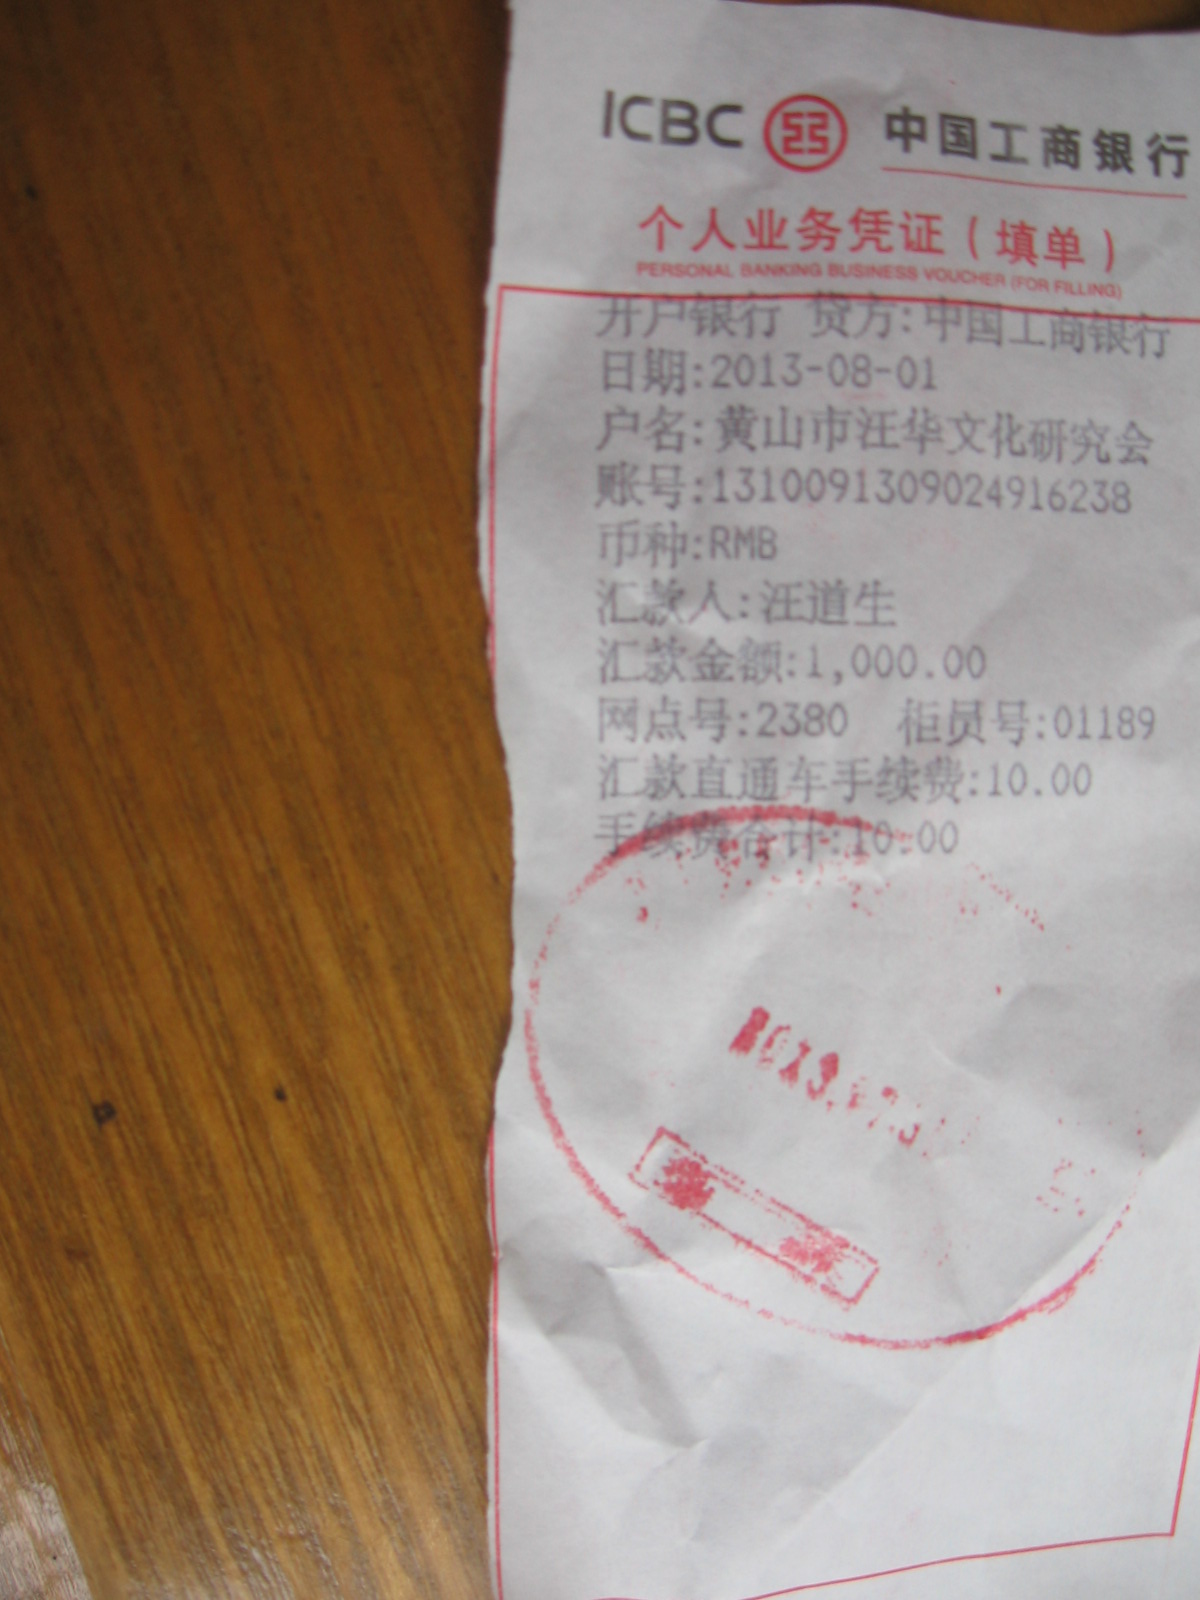 ICBC 中国工商银行
个人业务凭证（填单）
PERSONAL BANKING BUSINESS VOUCHER (FOR FILLING)
开户银行 贷方:中国工商银行
日期:2013-08-01
户名:黄山市汪华文化研究会
账号:1310091309024916238
币种:RMB
汇款人:汪道生
汇款金额:1,000.00
网点号:2380 柜员号:01189
汇款直通车手续费:10.00
手续费合计:10.00